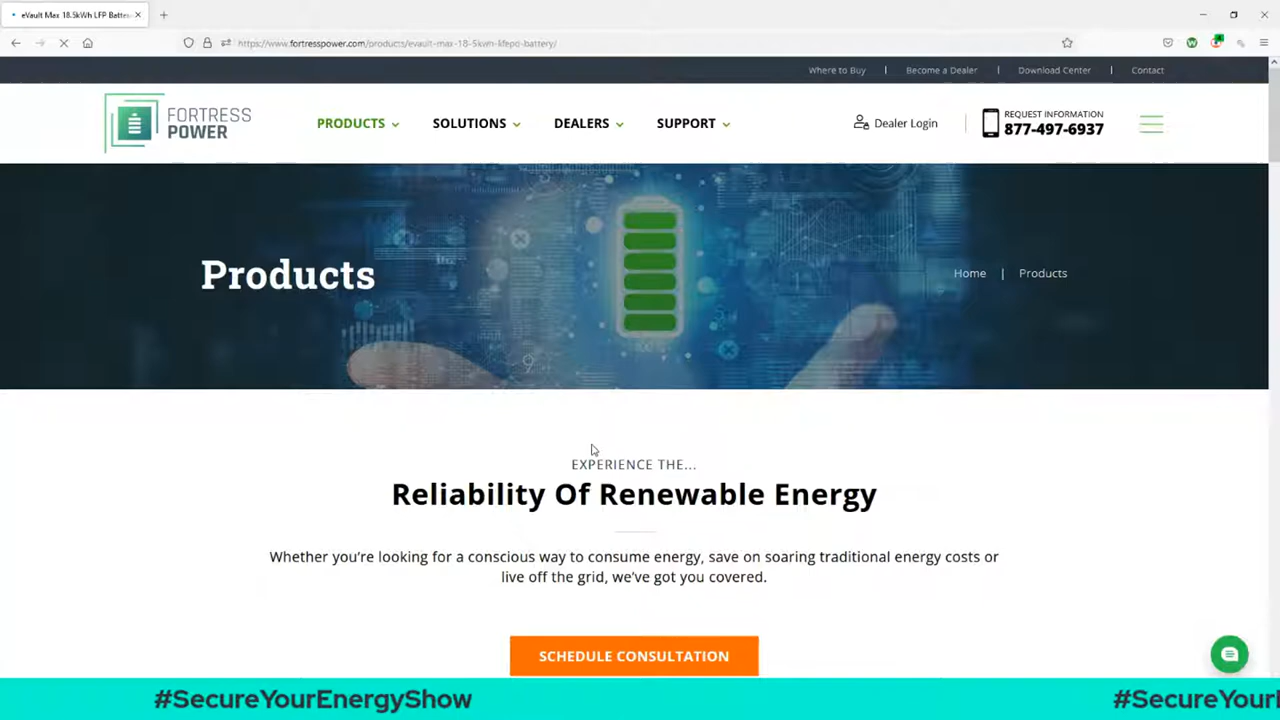 eVault Max 18.5kWh LFP Batter
https://www.fortresspower.com/products/evault-max-18-5kwm-lifepo-battery/
Where to Buy | Become a Dealer | Download Center | Contact
FORTRESS
POWER
PRODUCTS SOLUTIONS DEALERS SUPPORT
Dealer Login
REQUEST INFORMATION
877-497-6937
Products
Home | Products
EXPERIENCE THE...
Reliability Of Renewable Energy
Whether you're looking for a conscious way to consume energy, save on soaring traditional energy costs or
live off the grid, we've got you covered.
SCHEDULE CONSULTATION
#SecureYourEnergyShow #SecureYourE